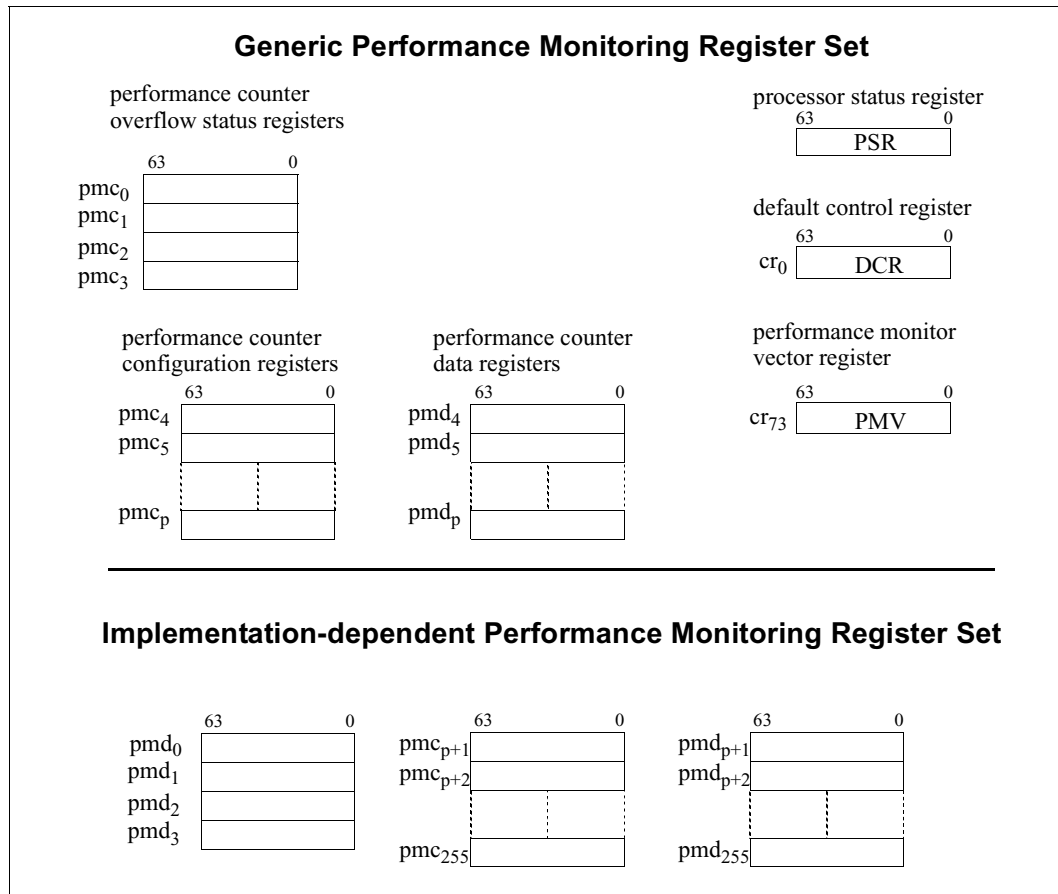 Generic Performance Monitoring Register Set
performance counter
overflow status registers
63 0
pmc0
pmc1
pmc2
pmc3
processor status register
63 0
PSR
default control register
63 0
cr0 DCR
performance counter
configuration registers
63 0
pmc4
pmc5
pmcp
performance counter
data registers
63 0
pmd4
pmd5
pmdp
performance monitor
vector register
63 0
cr73 PMV
Implementation-dependent Performance Monitoring Register Set
63 0
pmd0
pmd1
pmd2
pmd3
63 0
pmcp+1
pmcp+2
pmc255
63 0
pmdp+1
pmdp+2
pmd255